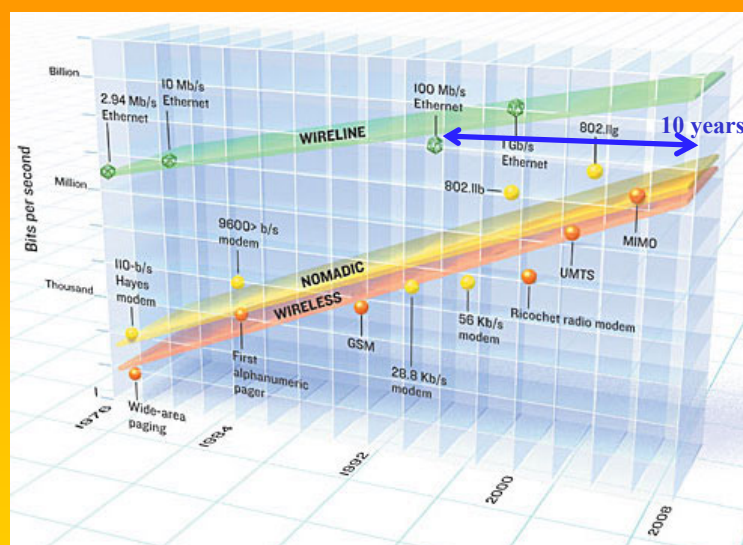 Billion
10 Mb/s
Ethernet
2.94 Mb/s
Ethernet
100 Mb/s
Ethernet
10 years
802.11g
WIRELINE
1 Gb/s
Ethernet
Million
802.11b
Bits per second
MIMO
9600> b/s
modem
NOMADIC
110-b/s
Hayes
modem
UMTS
Thousand
WIRELESS
Ricochet radio modem
56 Kb/s
modem
GSM
First
alphanumeric
pager
28.8 Kb/s
modem
1
Wide-area
paging
1976
1984
1992
2000
2008